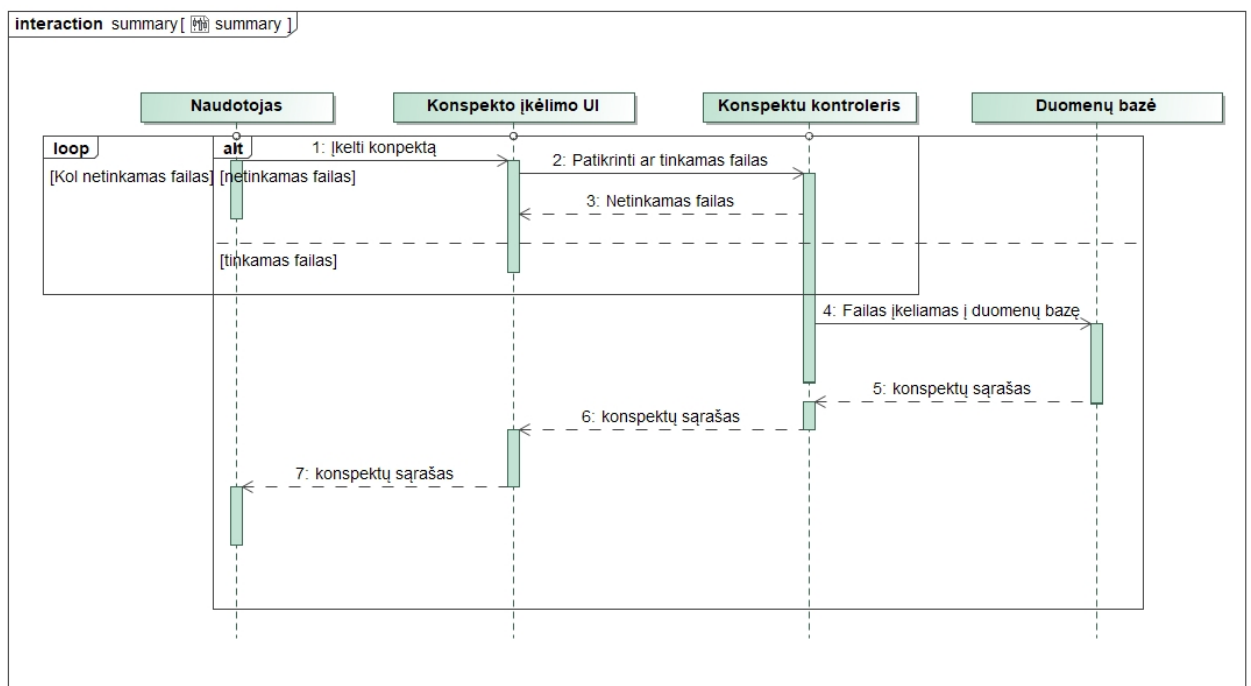 interaction summary[ summary ]
Naudotojas
Konspekto įkėlimo UI
Konspektu kontroleris
Duomenų bazė
loop
alt
1: Įkelti konpektą
[Kol netinkamas failas]
[netinkamas failas]
2: Patikrinti ar tinkamas failas
3: Netinkamas failas
[tinkamas failas]
4: Failas įkeliamas į duomenų bazę
5: konspektų sąrašas
6: konspektų sąrašas
7: konspektų sąrašas